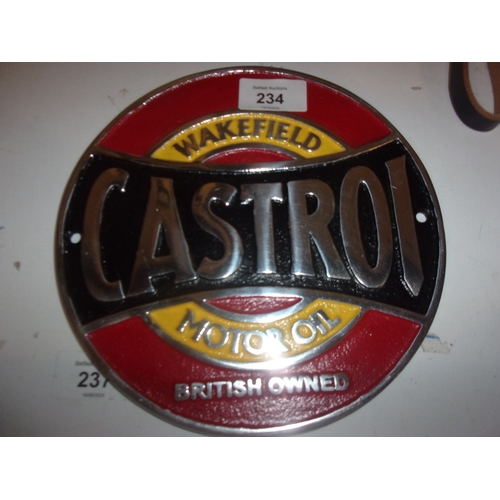 234
WAKEFIELD
CASTROl
MOTOR OIL
BRITISH OWNED
237